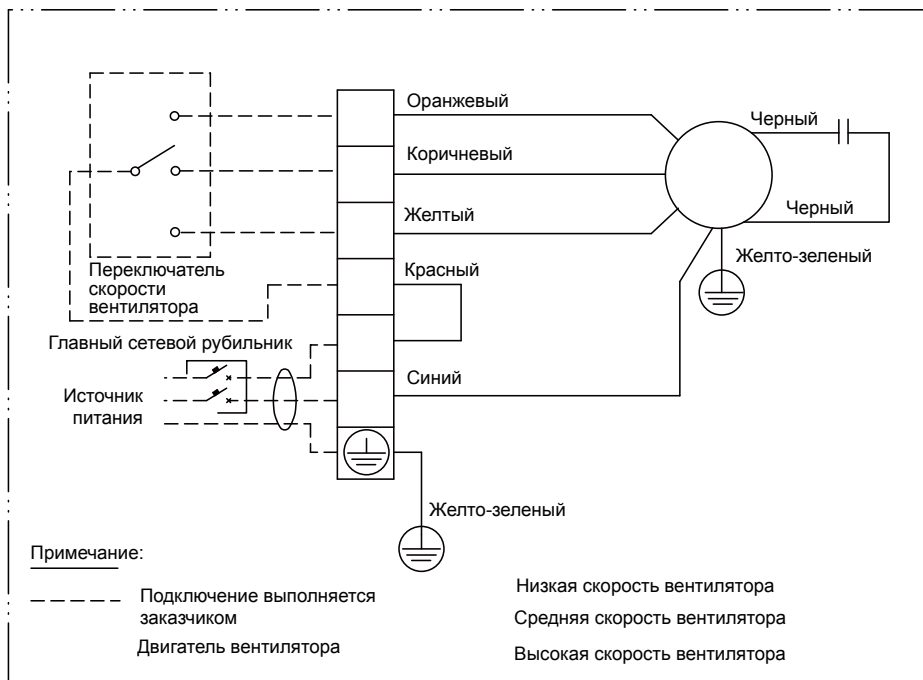 Оранжевый
Черный
Коричневый
Желтый
Черный
Желто-зеленый
Переключатель
скорости
вентилятора
Красный
Главный сетевой рубильник
Синий
Источник
питания
Желто-зеленый
Примечание:
Подключение выполняется
заказчиком
Двигатель вентилятора
Низкая скорость вентилятора
Средняя скорость вентилятора
Высокая скорость вентилятора